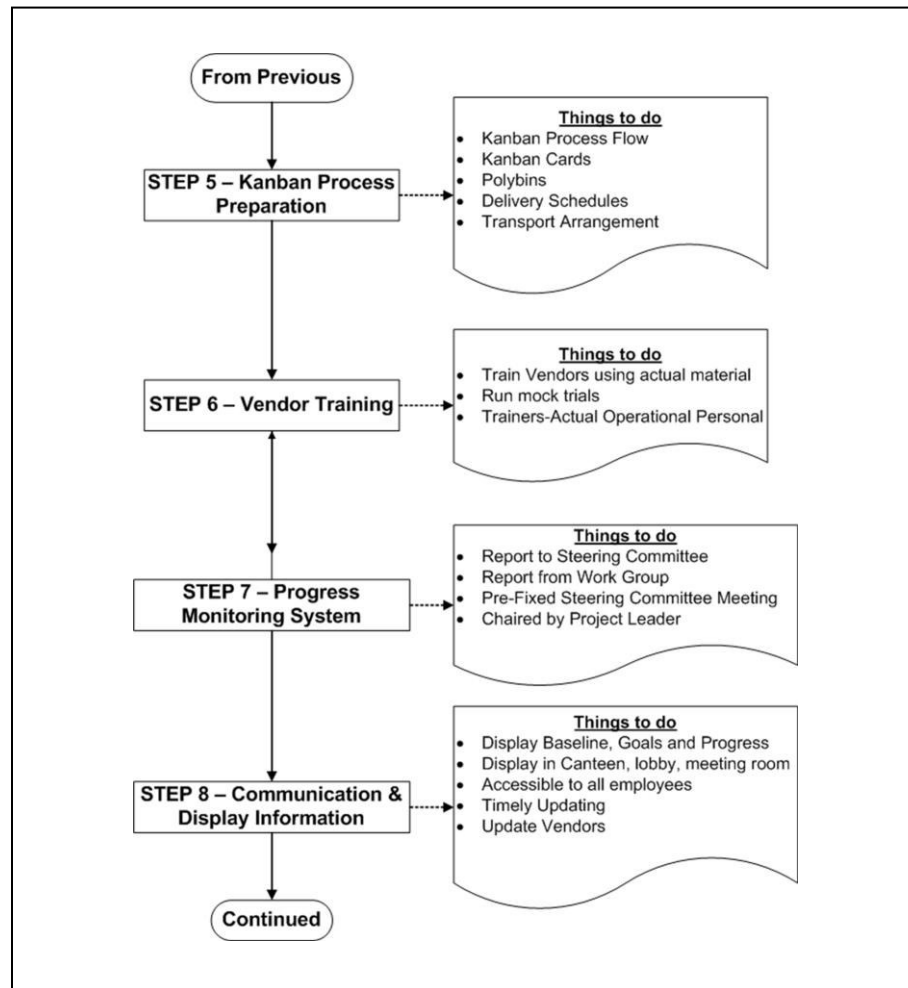 From Previous
STEP 5 – Kanban Process
Preparation
Things to do
• Kanban Process Flow
• Kanban Cards
• Polybins
• Delivery Schedules
• Transport Arrangement
STEP 6 – Vendor Training
Things to do
• Train Vendors using actual material
• Run mock trials
• Trainers-Actual Operational Personal
STEP 7 – Progress
Monitoring System
Things to do
• Report to Steering Committee
• Report from Work Group
• Pre-Fixed Steering Committee Meeting
• Chaired by Project Leader
STEP 8 – Communication &
Display Information
Things to do
• Display Baseline, Goals and Progress
• Display in Canteen, lobby, meeting room
• Accessible to all employees
• Timely Updating
• Update Vendors
Continued